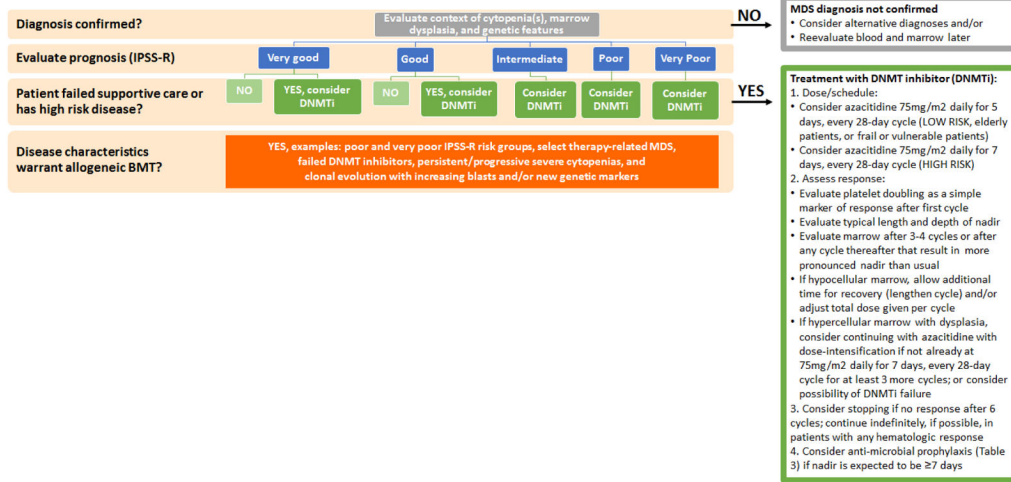 Diagnosis confirmed?
Evaluate context of cytopenia(s), marrow
dysplasia, and genetic features
NO
MDS diagnosis not confirmed
• Consider alternative diagnoses and/or
• Reevaluate blood and marrow later
Evaluate prognosis (IPSS-R)
Very good
Good
Intermediate
Poor
Very Poor
Patient failed supportive care or
has high risk disease?
NO
YES, consider
DNMTi
NO
YES, consider
DNMTi
Consider
DNMTi
Consider
DNMTi
Consider
DNMTi
YES
Disease characteristics
warrant allogeneic BMT?
YES, examples: poor and very poor IPSS-R risk groups, select therapy-related MDS,
failed DNMT inhibitors, persistent/progressive severe cytopenias, and
clonal evolution with increasing blasts and/or new genetic markers
Treatment with DNMT inhibitor (DNMTi):
1. Dose/schedule:
• Consider azacitidine 75mg/m2 daily for 5
days, every 28-day cycle (LOW RISK, elderly
patients, or frail or vulnerable patients)
• Consider azacitidine 75mg/m2 daily for 7
days, every 28-day cycle (HIGH RISK)
2. Assess response:
• Evaluate platelet doubling as a simple
marker of response after first cycle
• Evaluate typical length and depth of nadir
• Evaluate marrow after 3-4 cycles or after
any cycle thereafter that result in more
pronounced nadir than usual
• If hypocellular marrow, allow additional
time for recovery (lengthen cycle) and/or
adjust total dose given per cycle
• If hypercellular marrow with dysplasia,
consider continuing with azacitidine with
dose-intensification if not already at
75mg/m2 daily for 7 days, every 28-day
cycle for at least 3 more cycles; or consider
possibility of DNMTi failure
3. Consider stopping if no response after 6
cycles; continue indefinitely, if possible, in
patients with any hematologic response
4. Consider anti-microbial prophylaxis (Table
3) if nadir is expected to be ≥7 days